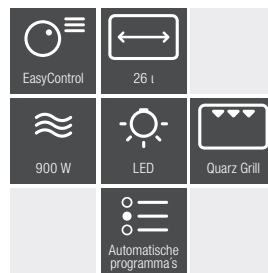 EasyControl
26 l
900 W
LED
Quarz Grill
Automatische
programma´s